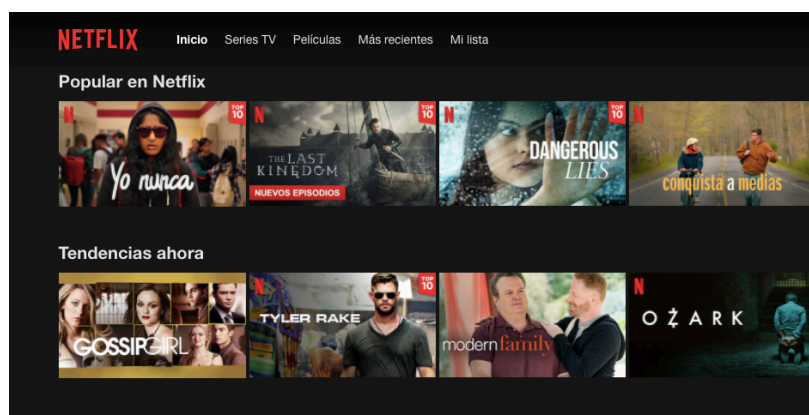 NETFLIX Inicio Series TV Películas Más recientes Mi lista
Popular en Netflix
N
TOP
10
Yo nunca
N
TOP
10
THE LAST
KINGDOM
NUEVOS EPISODIOS
N
TOP
10
DANGEROUS
LIES
N
conquista a medias
Tendencias ahora
GOSSIP GIRL
N
TOP
10
TYLER RAKE
modern family
N
OZARK